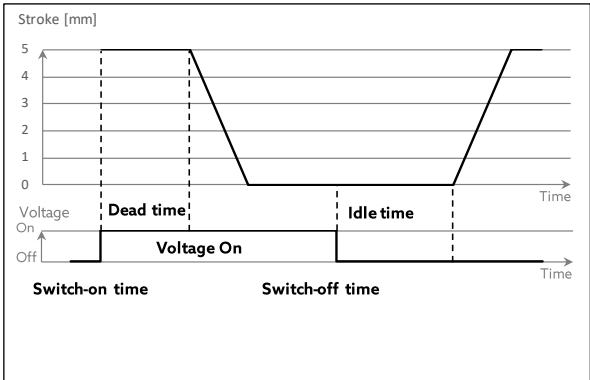 Stroke [mm]
5
4
3
2
1
0
Time
Dead time
Idle time
Voltage
On
Voltage On
Off
Time
Switch-on time
Switch-off time